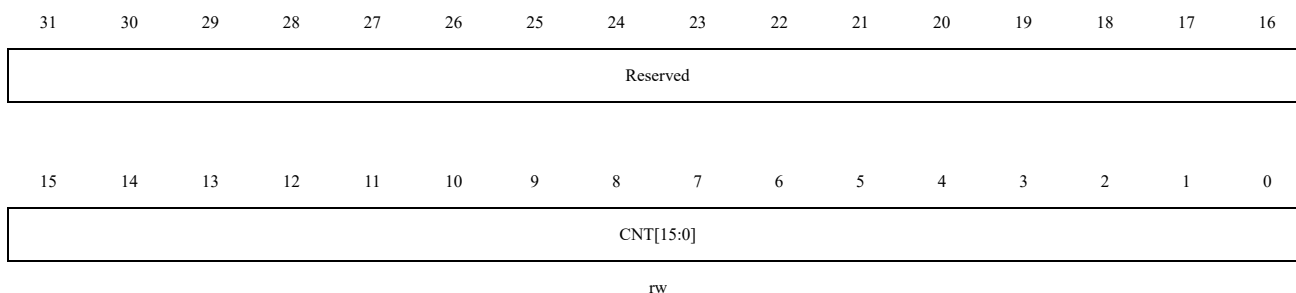 31 30 29 28 27 26 25 24 23 22 21 20 19 18 17 16
Reserved
15 14 13 12 11 10 9 8 7 6 5 4 3 2 1 0
CNT[15:0]
rw